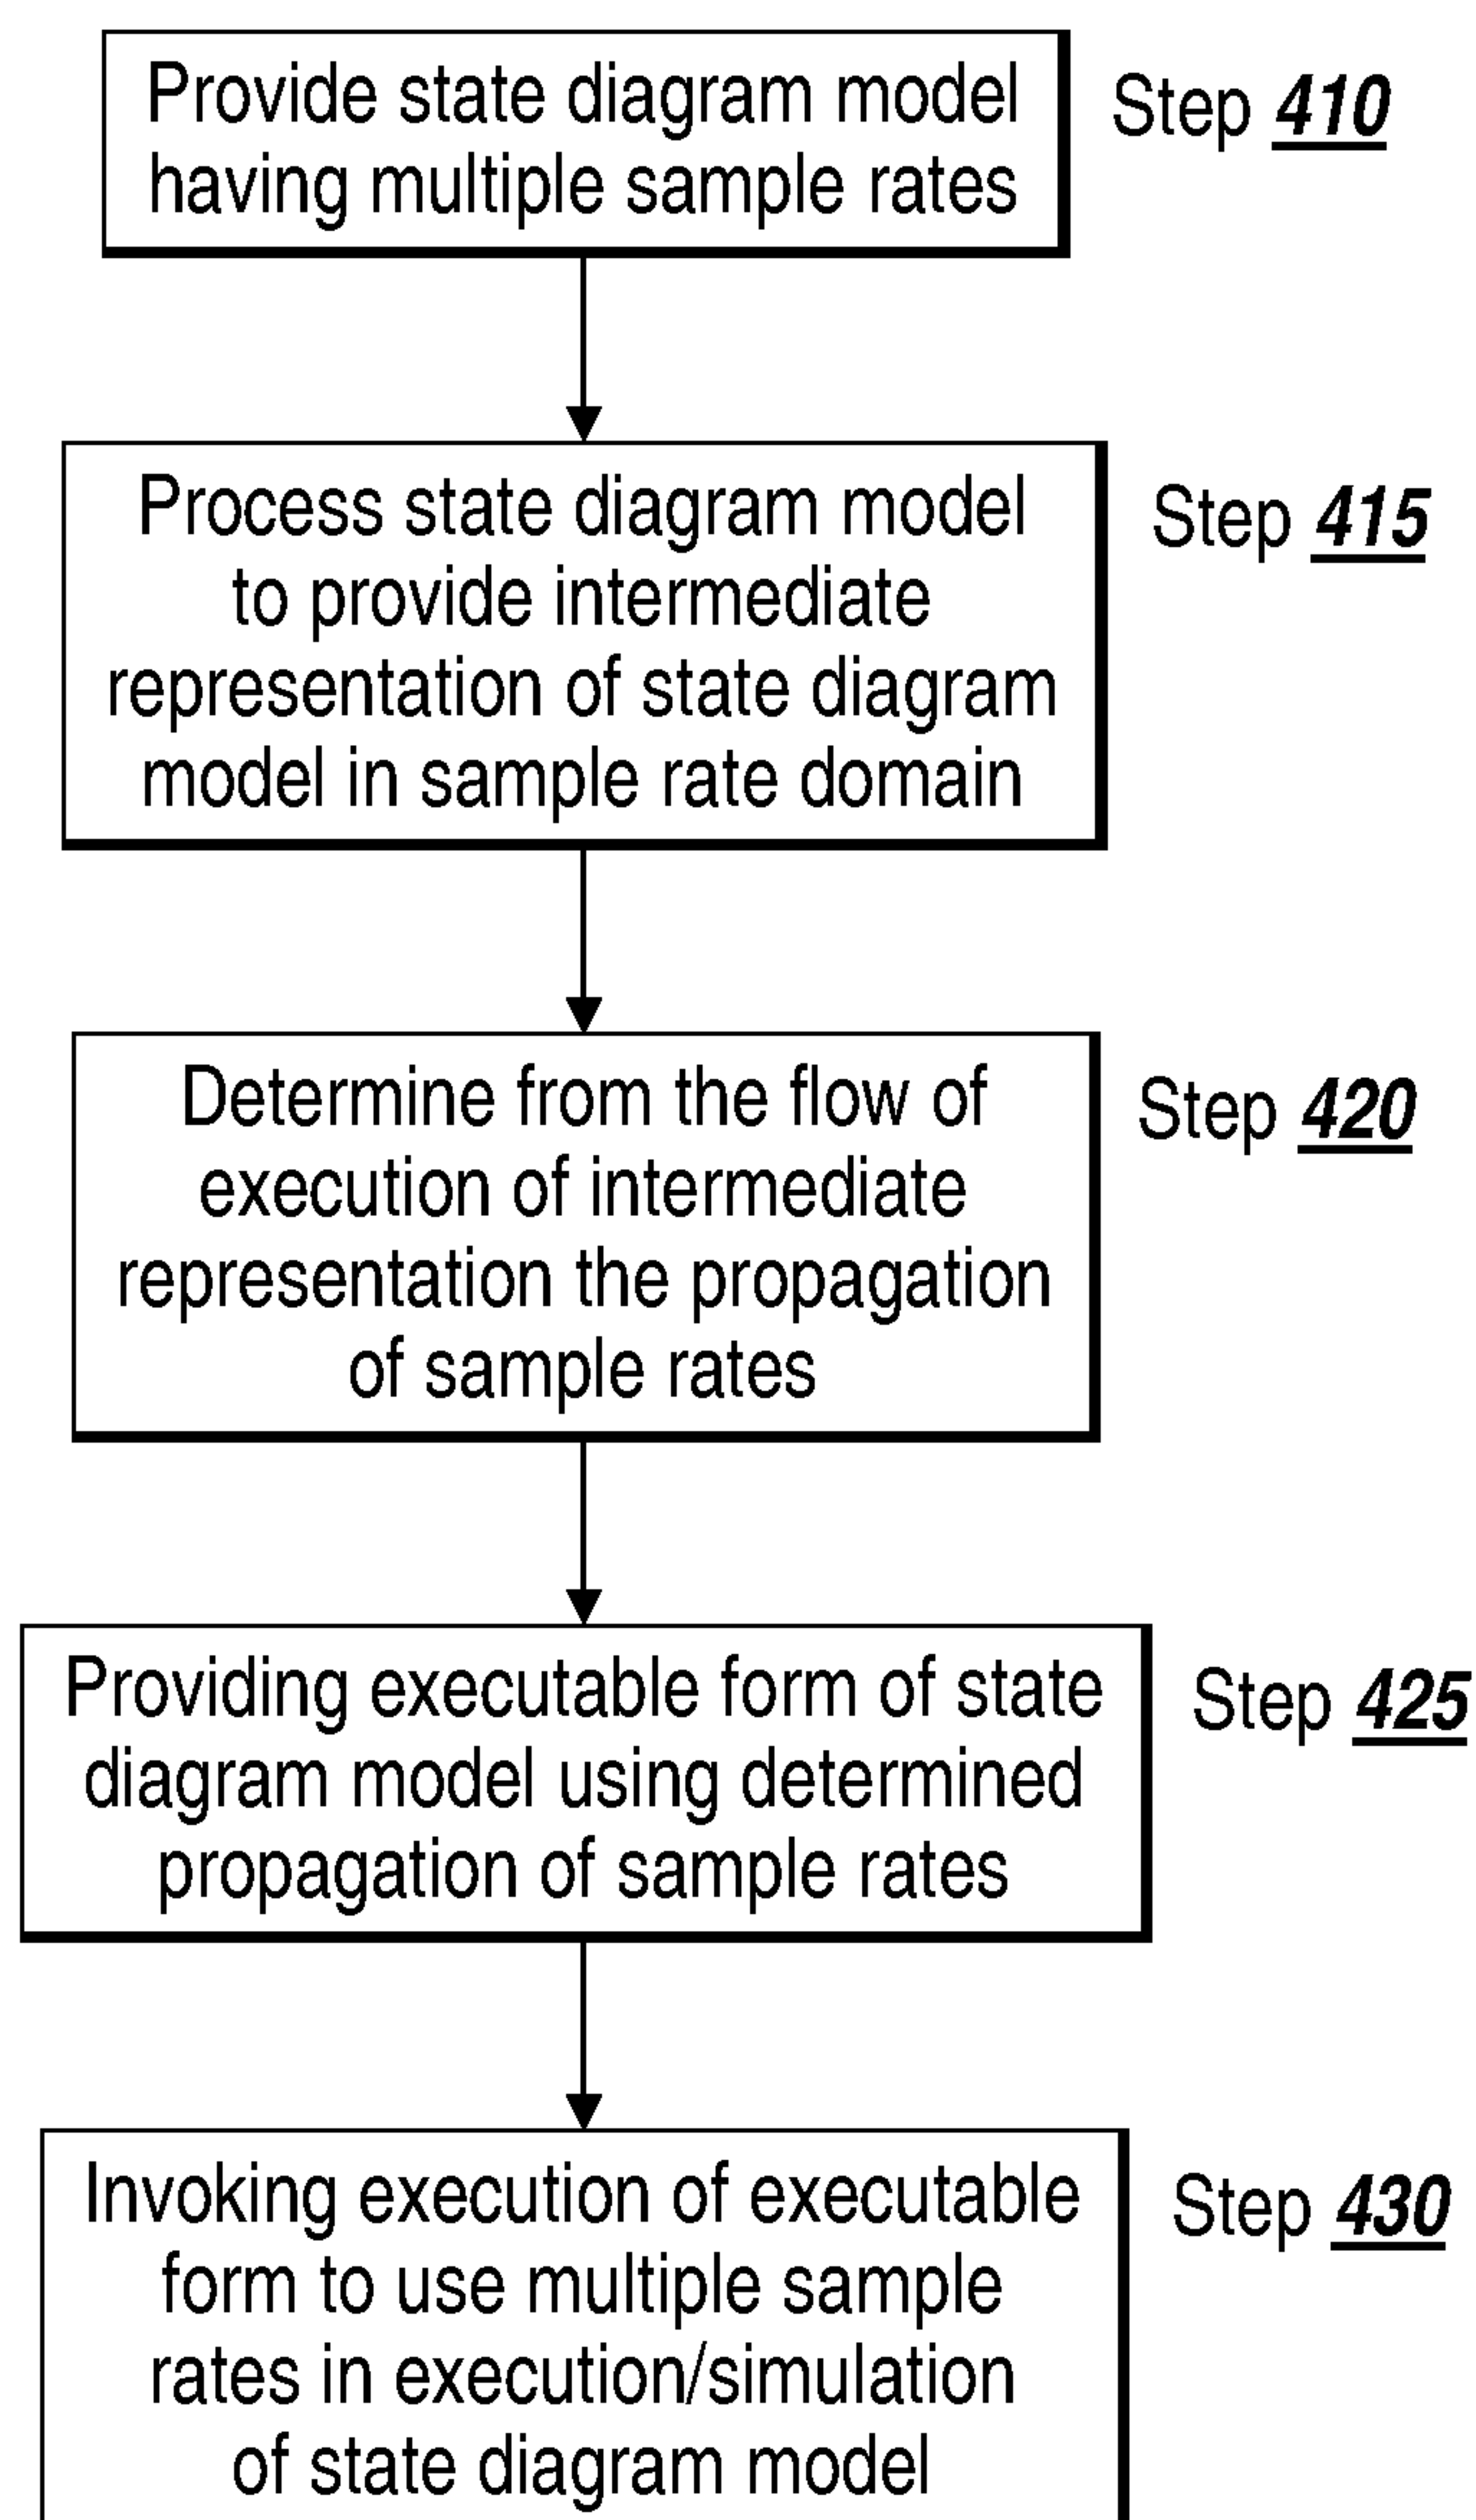 Provide state diagram model
having multiple sample rates
Step 410
Process state diagram model
to provide intermediate
representation of state diagram
model in sample rate domain
Step 415
Determine from the flow of
execution of intermediate
representation the propagation
of sample rates
Step 420
Providing executable form of state
diagram model using determined
propagation of sample rates
Step 425
Invoking execution of executable
form to use multiple sample
rates in execution/simulation
of state diagram model
Step 430